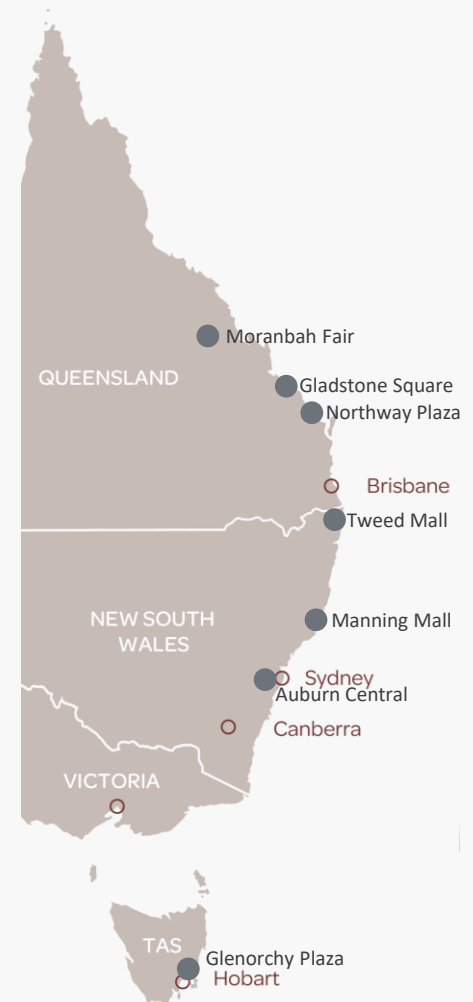 Moranbah Fair
QUEENSLAND
Gladstone Square
Northway Plaza
Brisbane
Tweed Mall
NEW SOUTH
WALES
Manning Mall
Sydney
Auburn Central
Canberra
VICTORIA
TAS
Glenorchy Plaza
Hobart